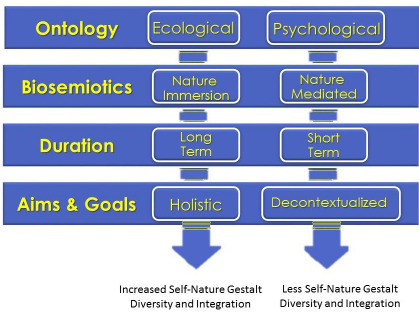 Ontology Ecological Psychological
Biosemiotics Nature Immersion Nature Mediated
Duration Long Term Short Term
Aims & Goals Holistic Decontextualized
Increased Self-Nature Gestalt
Diversity and Integration
Less Self-Nature Gestalt
Diversity and Integration